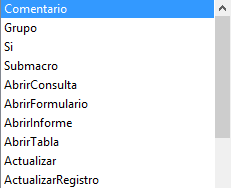 Comentario
Grupo
Si
Submacro
AbrirConsulta
AbrirFormulario
AbrirInforme
AbrirTabla
Actualizar
ActualizarRegistro